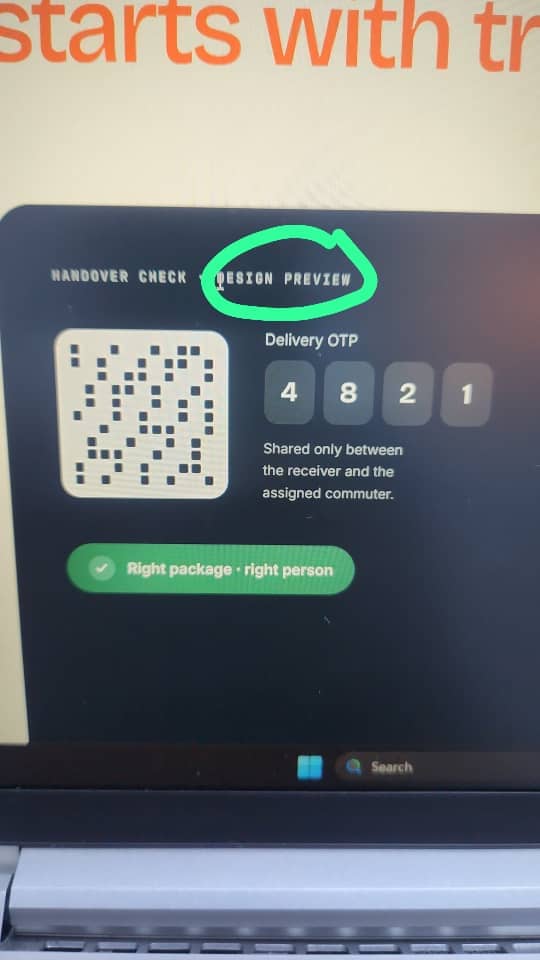 starts with tr
HANDOVER CHECK · DESIGN PREVIEW
Delivery OTP
4 8 2 1
Shared only between
the receiver and the
assigned commuter.
Right package · right person
Search